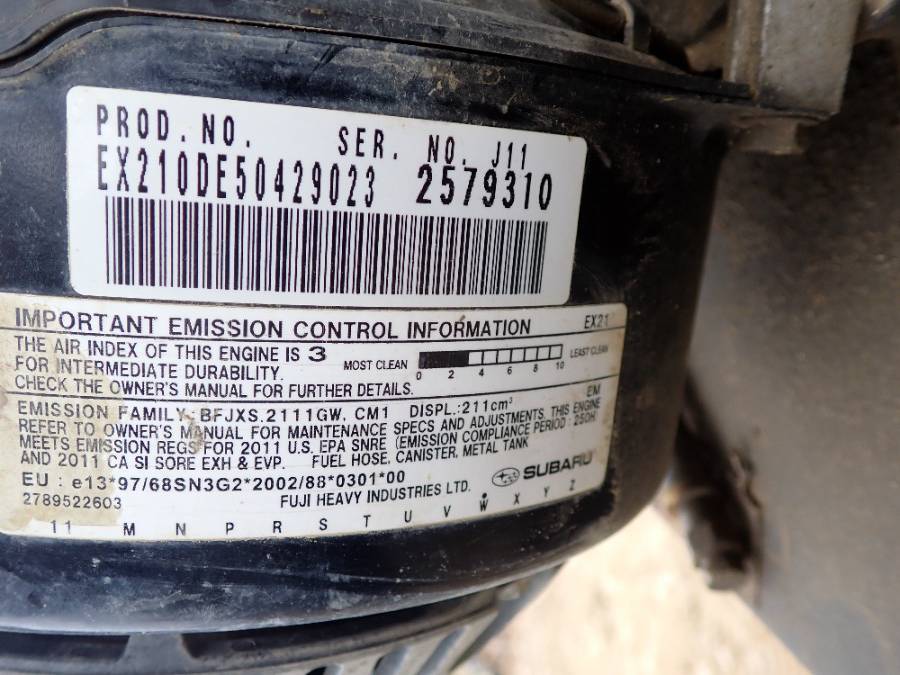 PROD.NO. SER. NO. J11
EX210DE50429023 2579310
IMPORTANT EMISSION CONTROL INFORMATION EX21
THE AIR INDEX OF THIS ENGINE IS 3
FOR INTERMEDIATE DURABILITY. MOST CLEAN LEAST CLEAN
0 2 4 6 8 10
CHECK THE OWNER'S MANUAL FOR FURTHER DETAILS.
EM
EMISSION FAMILY: BFJXS.2111GW. CM1 DISPL.:211cm³
REFER TO OWNER'S MANUAL FOR MAINTENANCE SPECS AND ADJUSTMENTS. THIS ENGINE
MEETS EMISSION REGS FOR 2011 U.S. EPA SNRE (EMISSION COMPLIANCE PERIOD: 250H)
AND 2011 CA SI SORE EXH & EVP. FUEL HOSE, CANISTER, METAL TANK
EU : e13*97/68SN3G2*2002/88*0301*00 SUBARU
2789522603 FUJI HEAVY INDUSTRIES LTD.
11 M N P R S T U V W X Y Z